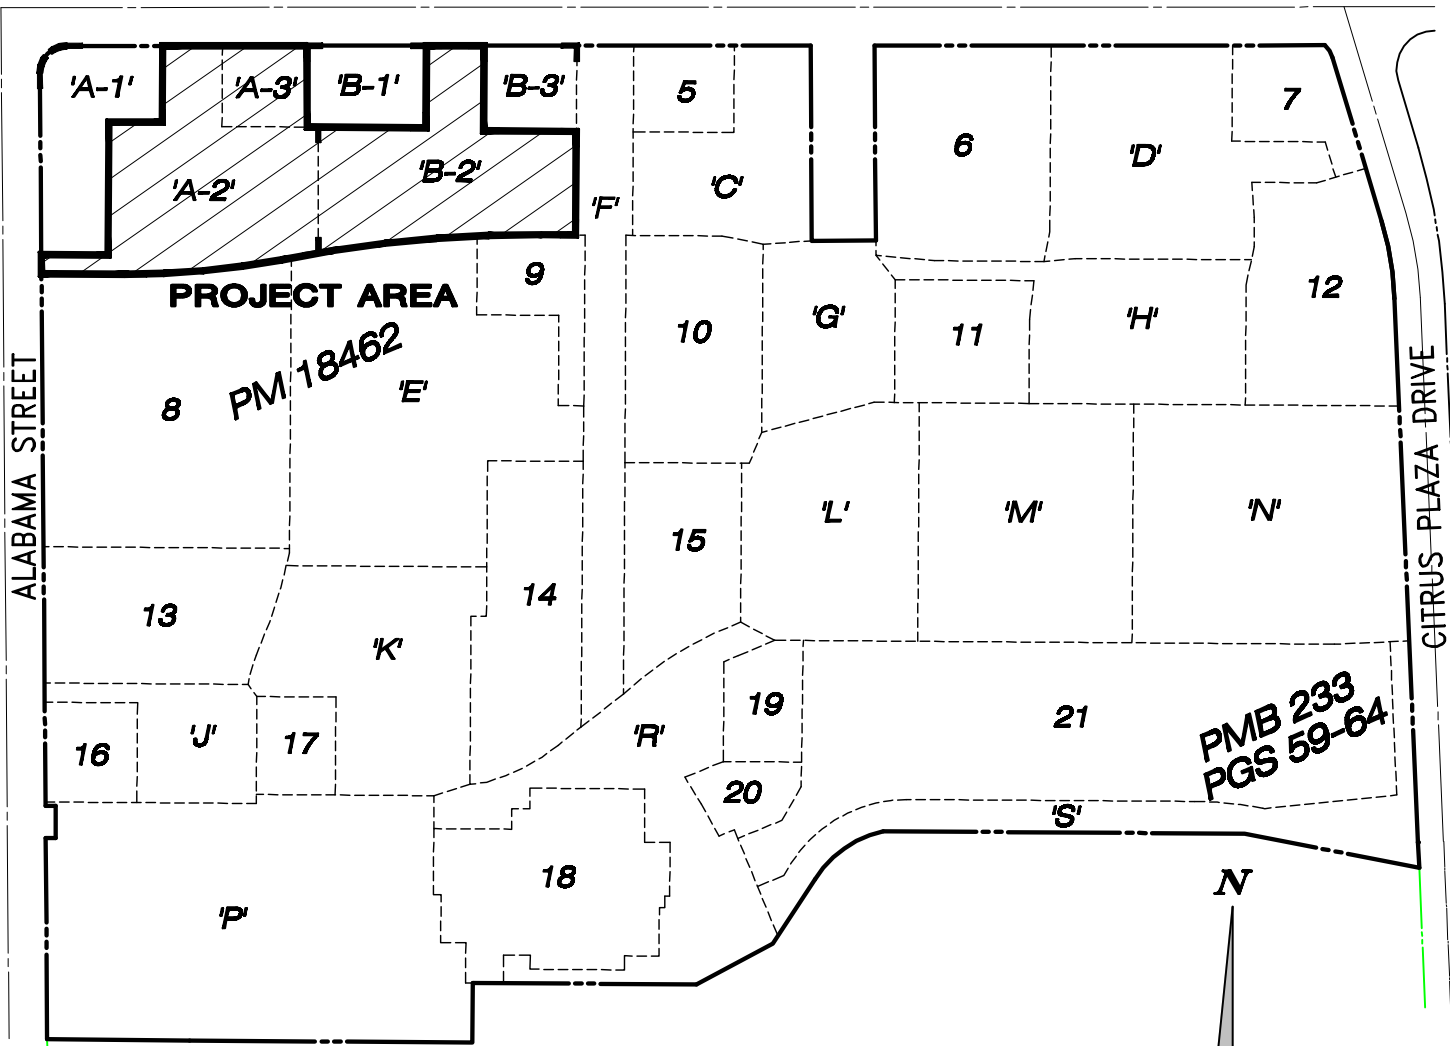 'A-1'
'A-3'
'B-1'
'B-3'
5
7
6
'D'
'A-2'
'B-2'
'C'
'F'
9
12
PROJECT AREA
10
'G'
11
'H'
PM 18462
8
'E'
ALABAMA STREET
CITRUS PLAZA DRIVE
15
'L'
'M'
'N'
14
13
'K'
16
'J'
17
'R'
19
21
PMB 233
PGS 59-64
20
'S'
18
N
'P'